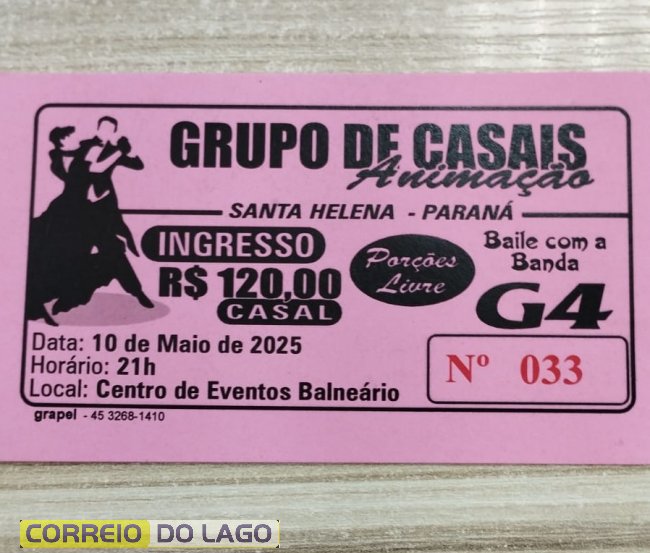 GRUPO DE CASAIS
Animação
SANTA HELENA - PARANÁ
INGRESSO
R$ 120,00
CASAL
Porções
Livre
Baile com a
Banda
G4
Data: 10 de Maio de 2025
Horário: 21h
Local: Centro de Eventos Balneário
Nº 033
grapel - 45 3268-1410
CORREIO DO LAGO